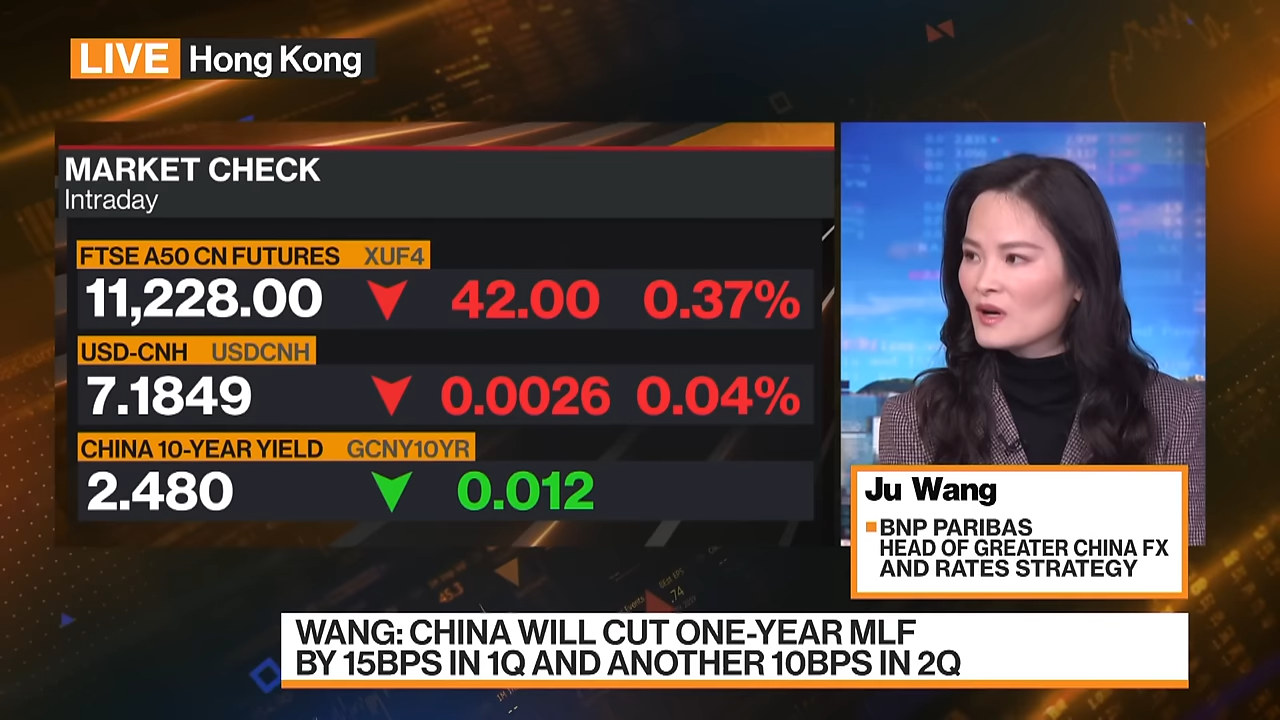 LIVE Hong Kong
MARKET CHECK
Intraday
FTSE A50 CN FUTURES XUF4
11,228.00 42.00 0.37%
USD-CNH USDCNH
7.1849 0.0026 0.04%
CHINA 10-YEAR YIELD GCNY10YR
2.480 0.012
Ju Wang
BNP PARIBAS
HEAD OF GREATER CHINA FX
AND RATES STRATEGY
WANG: CHINA WILL CUT ONE-YEAR MLF
BY 15BPS IN 1Q AND ANOTHER 10BPS IN 2Q